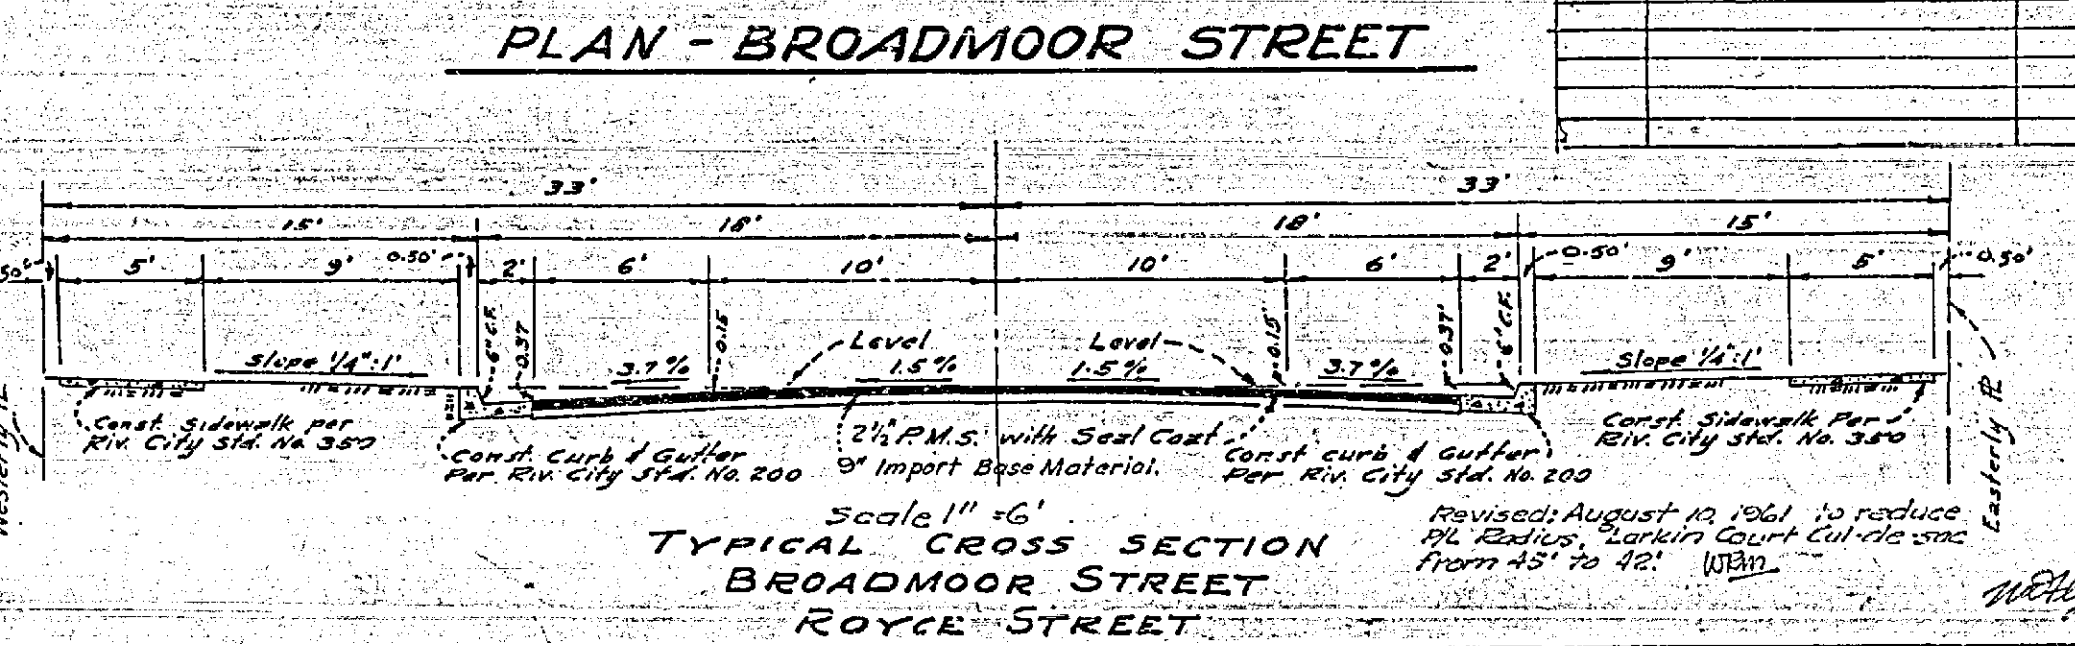 PLAN - BROADMOOR STREET
33' 33'
15' 18' 18' 15'
5' 9' 0.50' 2' 6' 10' 10' 6' 2' 0.50' 9' 5' 0.50'
6" C.F. 0.37 0.15 0.15' 0.37' 6" C.F.
Level Level
Slope 1/4":1' 3.7% 1.5% 1.5% 3.7% Slope 1/4":1'
Const. Sidewalk per
Riv. City Std. No. 350
Const. Curb & Gutter
Per Riv. City Std. No. 200
2½" P.M.S. with Seal Coat
9" Import Base Material.
Const curb & Gutter
Per Riv. City Std. No. 200
Const. Sidewalk Per
Riv. City Std. No. 350
Westerly PL
Easterly PL
Scale 1" = 6'
TYPICAL CROSS SECTION
BROADMOOR STREET
ROYCE STREET
Revised: August 10, 1961 to reduce
P/L Radius, Larkin Court Cul-de-sac
from 45' to 42'.